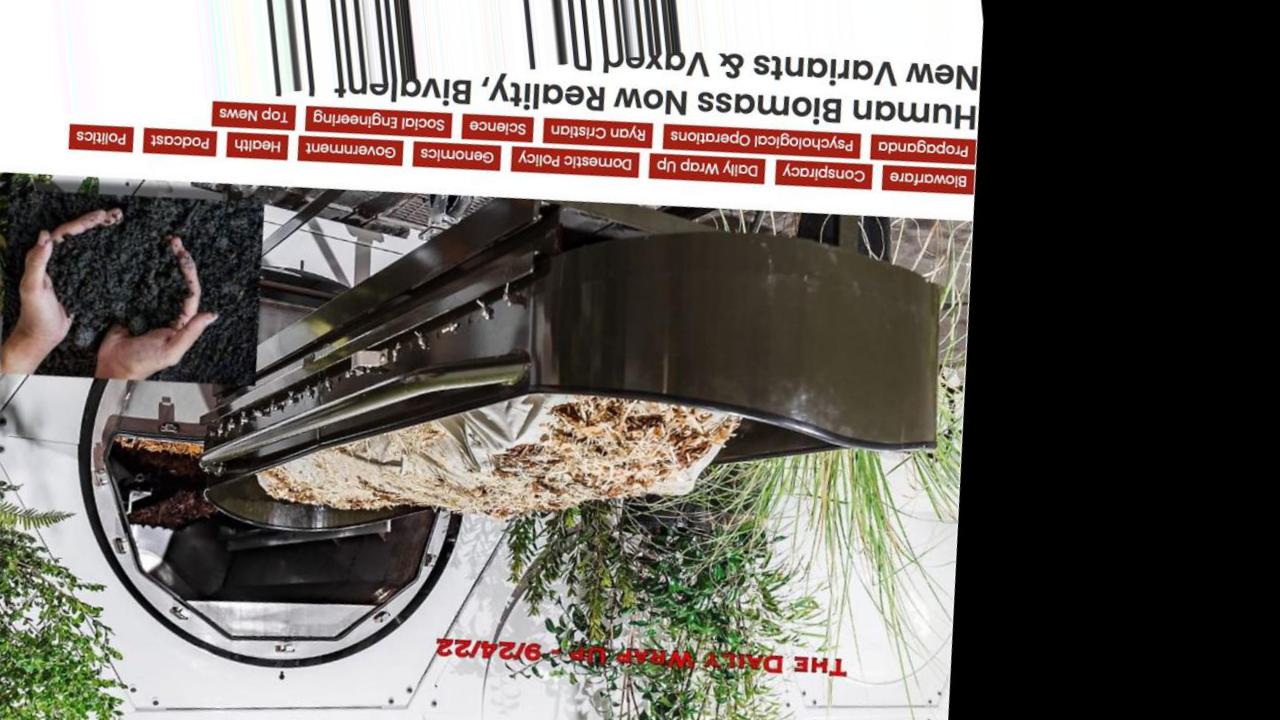 THE DAILY WRAP UP - 9/24/22
Biowarfare Conspiracy Daily Wrap Up Domestic Policy Genomics Government Health Podcast Politics
Propaganda Psychological Operations Ryan Cristian Science Social Engineering Top News
Human Biomass Now Reality, Bivalent
New Variants & Vaxed